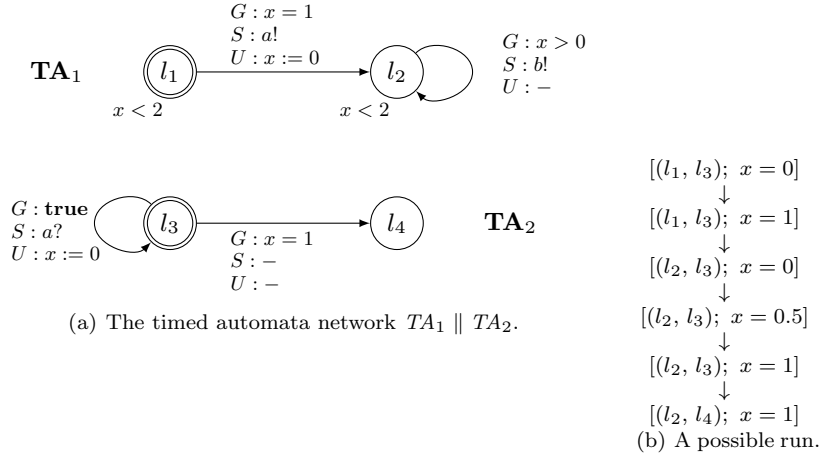 G : x = 1
S : a!
U : x := 0
TA₁
l₁
l₂
G : x > 0
S : b!
U : −
x < 2
x < 2
G : true
S : a?
U : x := 0
l₃
l₄
TA₂
G : x = 1
S : −
U : −
(a) The timed automata network TA₁ ∥ TA₂.
[(l₁, l₃); x = 0]
↓
[(l₁, l₃); x = 1]
↓
[(l₂, l₃); x = 0]
↓
[(l₂, l₃); x = 0.5]
↓
[(l₂, l₃); x = 1]
↓
[(l₂, l₄); x = 1]
(b) A possible run.